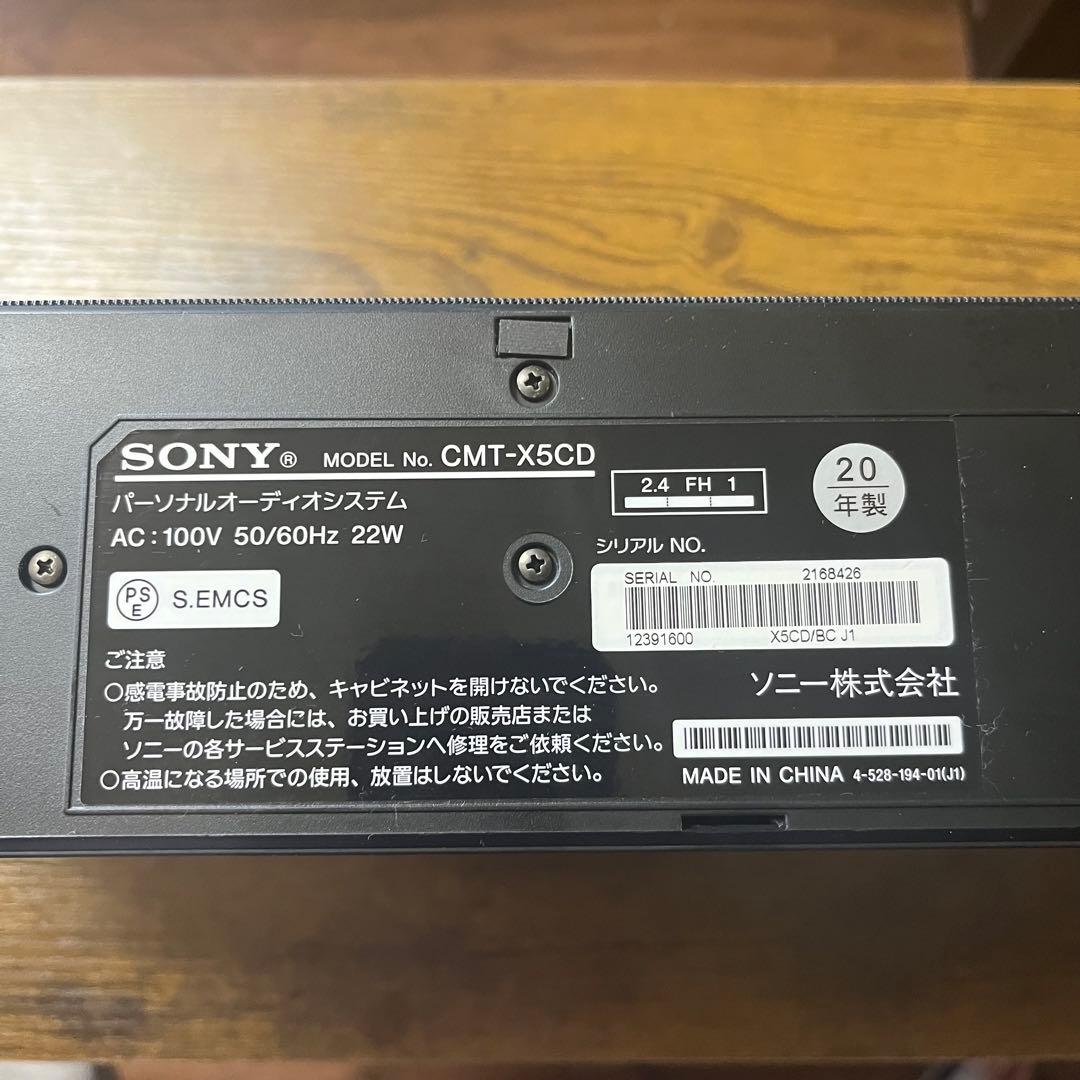 SONY® MODEL No. CMT-X5CD
パーソナルオーディオシステム
AC : 100V 50/60Hz 22W
2.4 FH 1
20
年製
PS
E
S.EMCS
シリアル NO.
SERIAL NO. 2168426
12391600 X5CD/BC J1
ご注意
○感電事故防止のため、キャビネットを開けないでください。
万一故障した場合には、お買い上げの販売店または
ソニーの各サービスステーションへ修理をご依頼ください。
○高温になる場所での使用、放置はしないでください。
ソニー株式会社
MADE IN CHINA 4-528-194-01(J1)